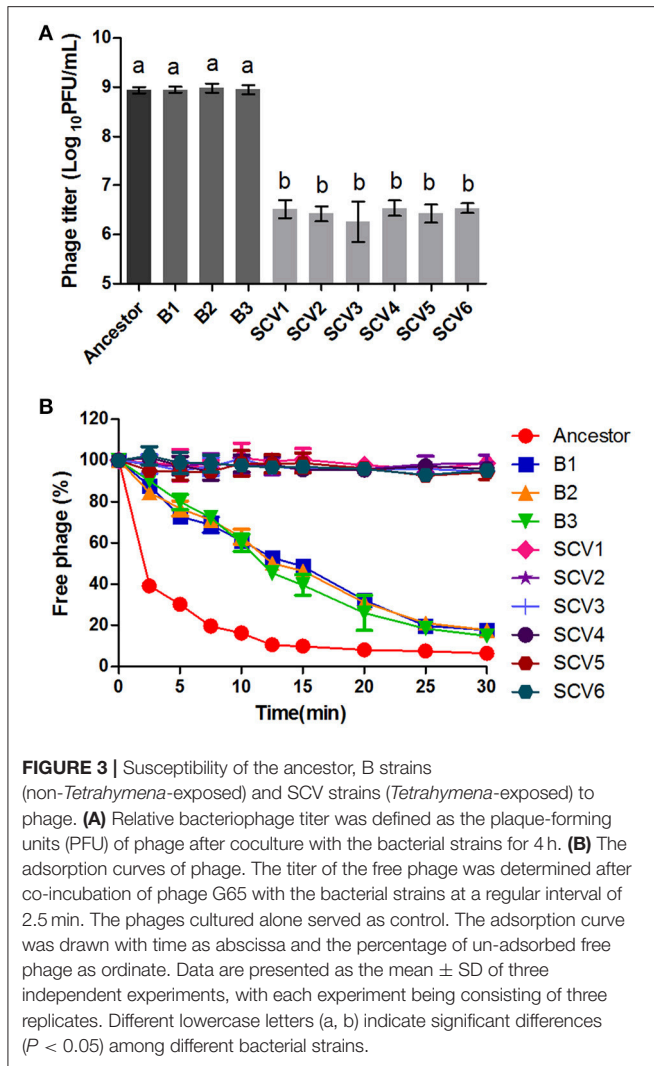 A
Phage titer (Log 10 PFU/mL)
10
9
8
7
6
5
a a a a b b b b b b
Ancestor B1 B2 B3 SCV1 SCV2 SCV3 SCV4 SCV5 SCV6
B
Free phage (%)
120
100
80
60
40
20
0
0 5 10 15 20 25 30
Time(min)
Ancestor
B1
B2
B3
SCV1
SCV2
SCV3
SCV4
SCV5
SCV6
FIGURE 3 | Susceptibility of the ancestor, B strains
(non-Tetrahymena-exposed) and SCV strains (Tetrahymena-exposed) to
phage. (A) Relative bacteriophage titer was defined as the plaque-forming
units (PFU) of phage after coculture with the bacterial strains for 4 h. (B) The
adsorption curves of phage. The titer of the free phage was determined after
co-incubation of phage G65 with the bacterial strains at a regular interval of
2.5 min. The phages cultured alone served as control. The adsorption curve
was drawn with time as abscissa and the percentage of un-adsorbed free
phage as ordinate. Data are presented as the mean ± SD of three
independent experiments, with each experiment being consisting of three
replicates. Different lowercase letters (a, b) indicate significant differences
(P < 0.05) among different bacterial strains.